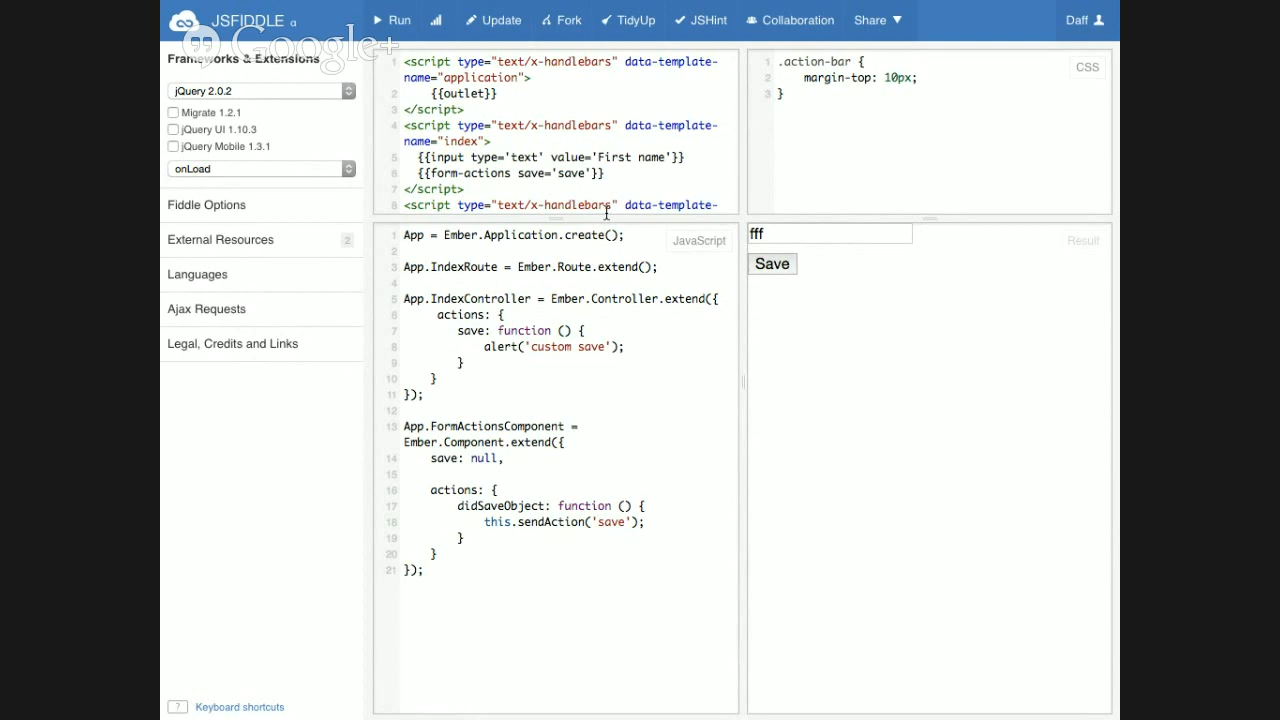 JSFIDDLE α
Run
Update
Fork
TidyUp
JSHint
Collaboration
Share ▼
Daff
Google+
Frameworks & Extensions
jQuery 2.0.2
Migrate 1.2.1
jQuery UI 1.10.3
jQuery Mobile 1.3.1
onLoad
Fiddle Options
External Resources 2
Languages
Ajax Requests
Legal, Credits and Links
? Keyboard shortcuts
1 <script type="text/x-handlebars" data-template-
name="application">
2 {{outlet}}
3 </script>
4 <script type="text/x-handlebars" data-template-
name="index">
5 {{input type='text' value='First name'}}
6 {{form-actions save='save'}}
7 </script>
8 <script type="text/x-handlebars" data-template-
CSS
1 .action-bar {
2 margin-top: 10px;
3 }
JavaScript
1 App = Ember.Application.create();
2
3 App.IndexRoute = Ember.Route.extend();
4
5 App.IndexController = Ember.Controller.extend({
6 actions: {
7 save: function () {
8 alert('custom save');
9 }
10 }
11 });
12
13 App.FormActionsComponent =
Ember.Component.extend({
14 save: null,
15
16 actions: {
17 didSaveObject: function () {
18 this.sendAction('save');
19 }
20 }
21 });
fff
Result
Save